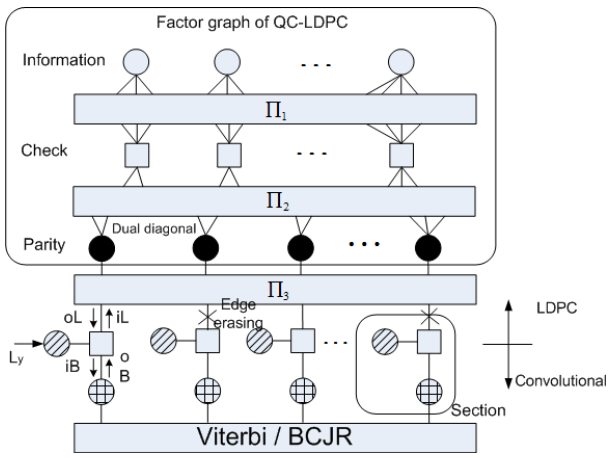 Factor graph of QC-LDPC
Information
- - -
Π1
Check
- - -
Π2
Dual diagonal
Parity
• • •
Π3
oL iL
Edge
erasing
LDPC
Ly
iB
o
B
- - -
Convolutional
Section
Viterbi / BCJR